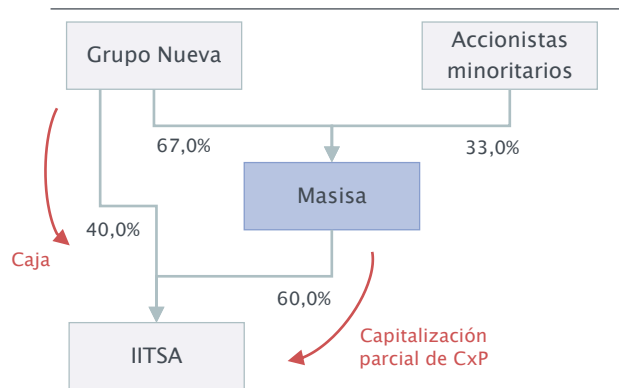 Grupo Nueva
Accionistas
minoritarios
67,0%
33,0%
Masisa
40,0%
Caja
60,0%
Capitalización
parcial de CxP
IITSA